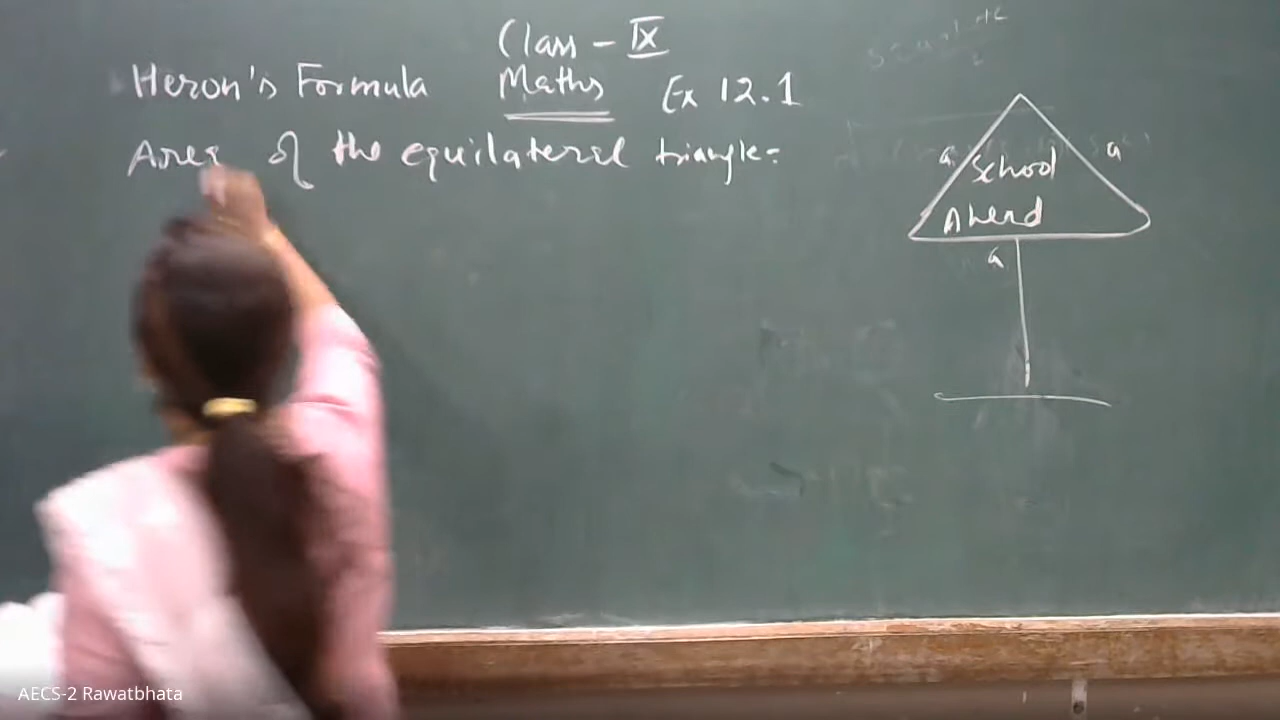 Class - IX
Heron's Formula Maths Ex 12.1
Area of the equilateral triangle =
a School a
Ahead
a
AECS-2 Rawatbhata